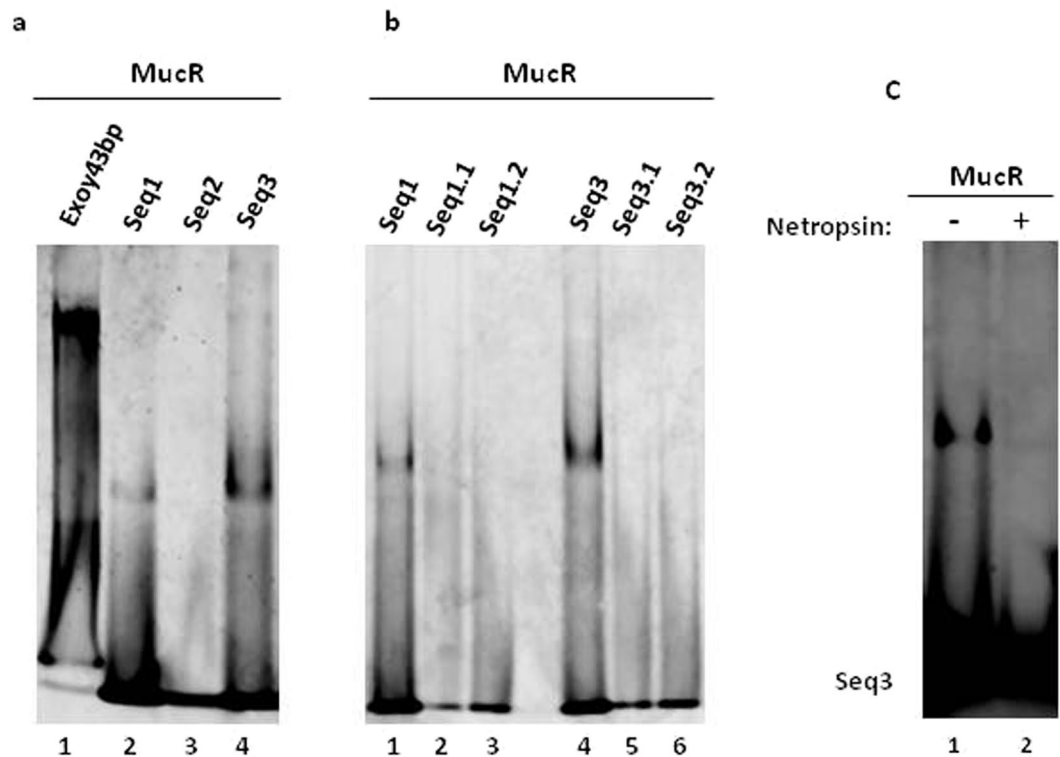 a
MucR
Exoy43bp Seq1 Seq2 Seq3
1 2 3 4
b
MucR
Seq1 Seq1.1 Seq1.2 Seq3 Seq3.1 Seq3.2
1 2 3 4 5 6
C
MucR
Netropsin: - +
Seq3
1 2